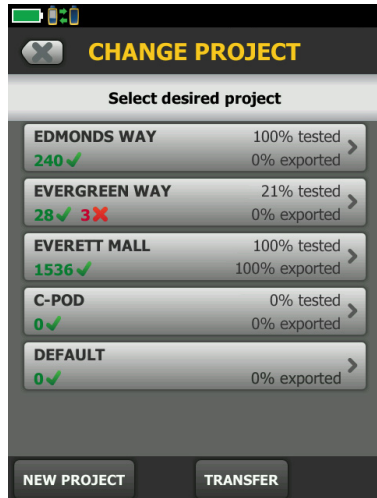 CHANGE PROJECT
Select desired project
EDMONDS WAY 100% tested
240 0% exported
EVERGREEN WAY 21% tested
28 3 0% exported
EVERETT MALL 100% tested
1536 100% exported
C-POD 0% tested
0 0% exported
DEFAULT
0 0% exported
NEW PROJECT TRANSFER